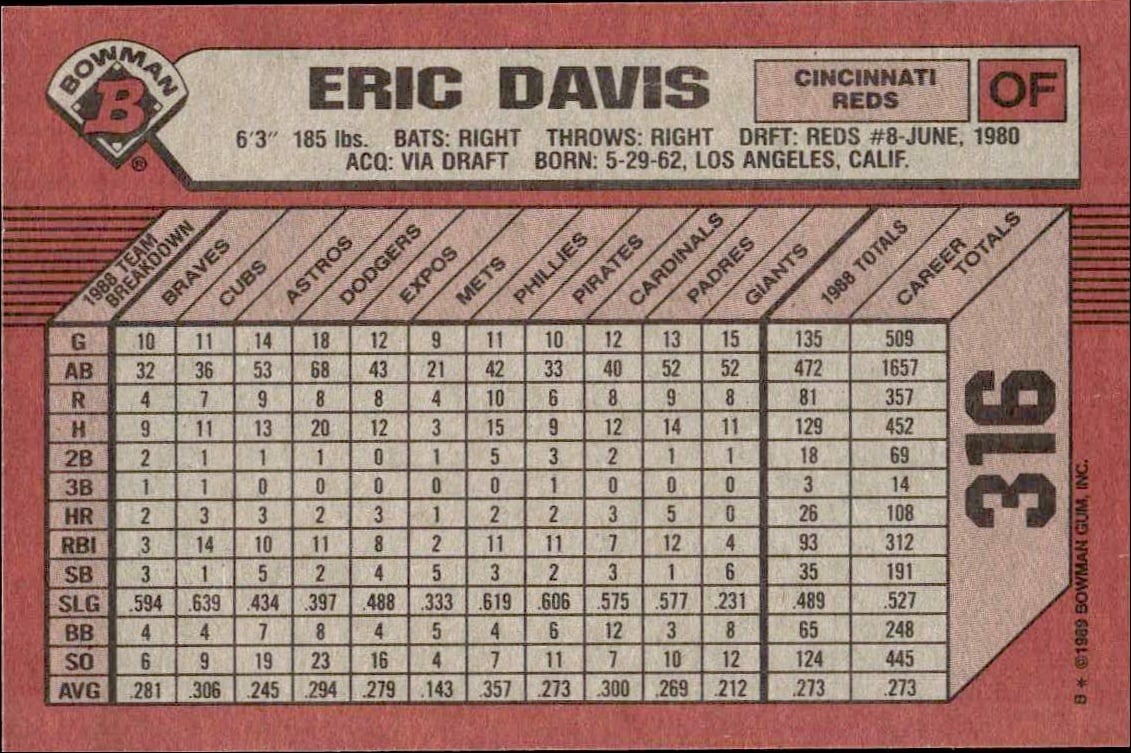 BOWMAN
B
®
ERIC DAVIS
CINCINNATI
REDS
OF
6'3" 185 lbs. BATS: RIGHT THROWS: RIGHT DRFT: REDS #8-JUNE, 1980
ACQ: VIA DRAFT BORN: 5-29-62, LOS ANGELES, CALIF.
1988 TEAM BREAKDOWN BRAVES CUBS ASTROS DODGERS EXPOS METS PHILLIES PIRATES CARDINALS PADRES GIANTS 1988 TOTALS CAREER TOTALS
G 10 11 14 18 12 9 11 10 12 13 15 135 509
AB 32 36 53 68 43 21 42 33 40 52 52 472 1657
R 4 7 9 8 8 4 10 6 8 9 8 81 357
H 9 11 13 20 12 3 15 9 12 14 11 129 452
2B 2 1 1 1 0 1 5 3 2 1 1 18 69
3B 1 1 0 0 0 0 0 1 0 0 0 3 14
HR 2 3 3 2 3 1 2 2 3 5 0 26 108
RBI 3 14 10 11 8 2 11 11 7 12 4 93 312
SB 3 1 5 2 4 5 3 2 3 1 6 35 191
SLG .594 .639 .434 .397 .488 .333 .619 .606 .575 .577 .231 .489 .527
BB 4 4 7 8 4 5 4 6 12 3 8 65 248
SO 6 9 19 23 16 4 7 11 7 10 12 124 445
AVG .281 .306 .245 .294 .279 .143 .357 .273 .300 .269 .212 .273 .273
316
B * ©1989 BOWMAN GUM, INC.